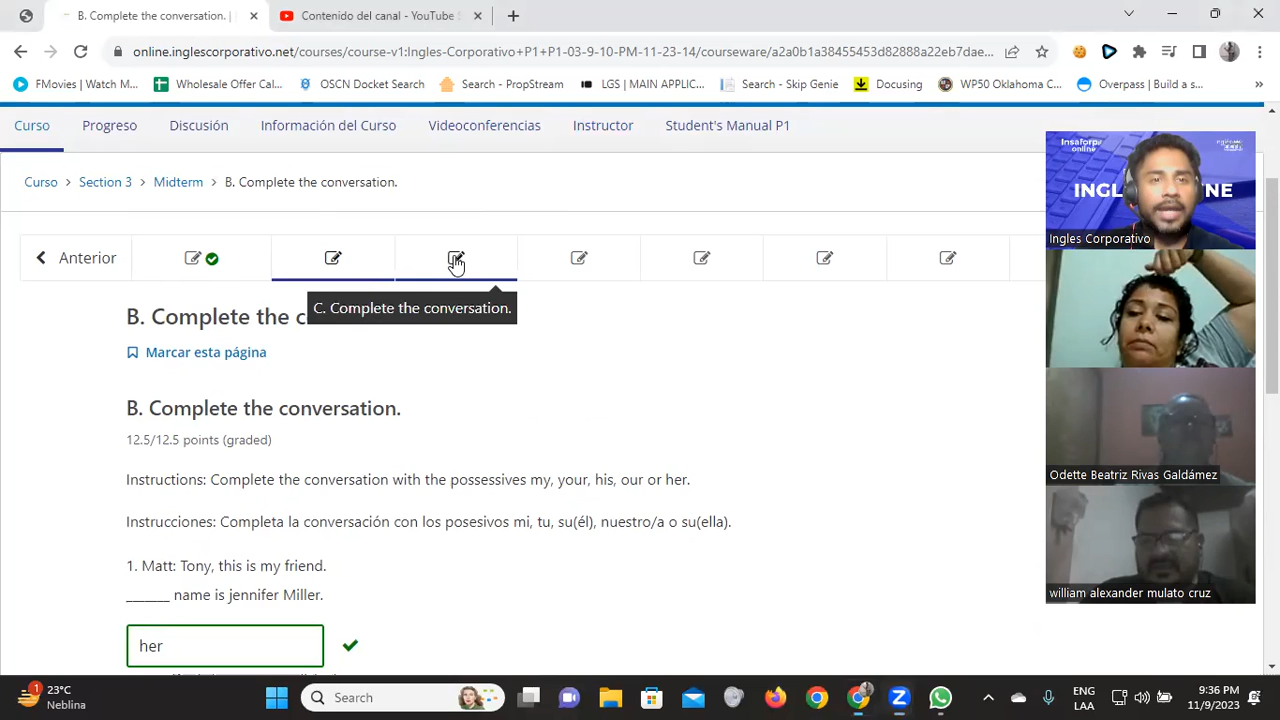 B. Complete the conversation. |
Contenido del canal - YouTube S
online.inglescorporativo.net/courses/course-v1:Ingles-Corporativo+P1+P1-03-9-10-PM-11-23-14/courseware/a2a0b1a38455453d82888a22eb7dae...
FMovies | Watch M...
Wholesale Offer Cal...
OSCN Docket Search
Search - PropStream
LGS | MAIN APPLIC...
Search - Skip Genie
Docusing
WP50 Oklahoma C...
Overpass | Build a s...
»
Curso
Progreso
Discusión
Información del Curso
Videoconferencias
Instructor
Student's Manual P1
Curso > Section 3 > Midterm > B. Complete the conversation.
Anterior
C. Complete the conversation.
B. Complete the c
Marcar esta página
B. Complete the conversation.
12.5/12.5 points (graded)
Instructions: Complete the conversation with the possessives my, your, his, our or her.
Instrucciones: Completa la conversación con los posesivos mi, tu, su(él), nuestro/a o su(ella).
1. Matt: Tony, this is my friend.
_______ name is jennifer Miller.
her
Insaforp
online
INGL
NE
Ingles Corporativo
Odette Beatriz Rivas Galdámez
william alexander mulato cruz
1
23°C
Neblina
Search
ENG
LAA
9:36 PM
11/9/2023